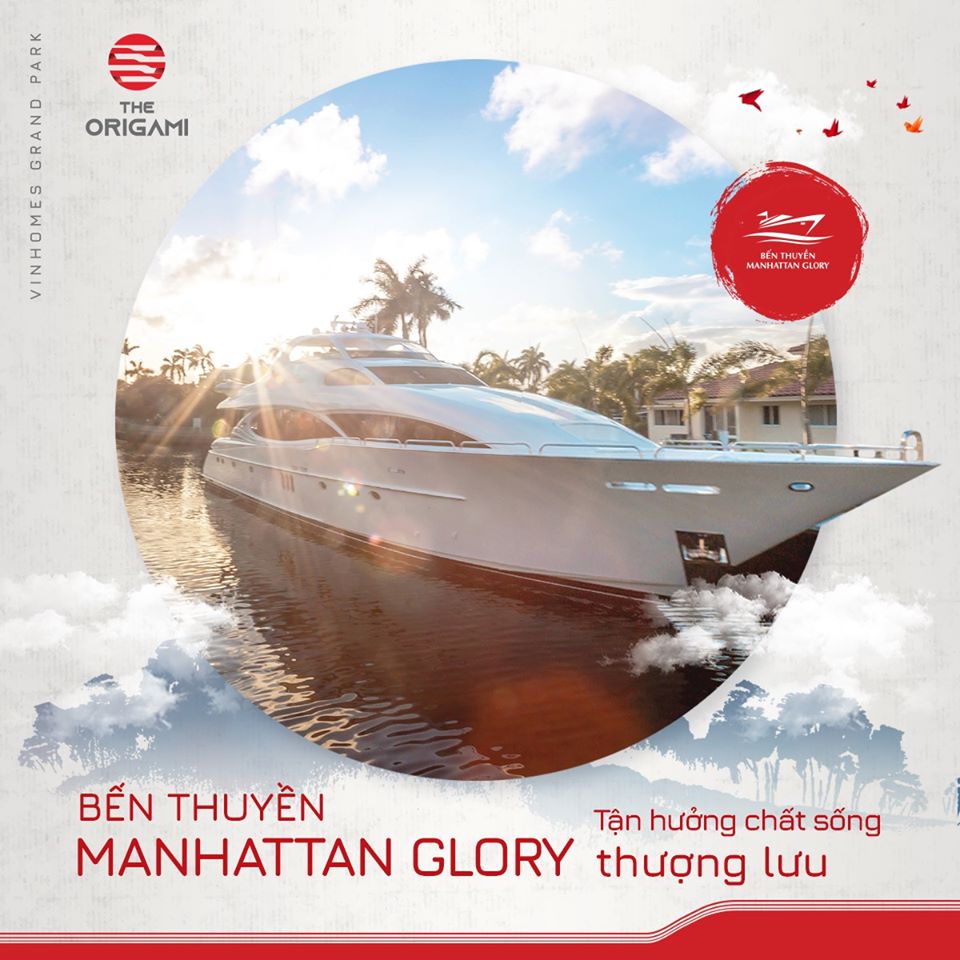 VINHOMES GRAND PARK
THE
ORIGAMI
BẾN THUYỀN
MANHATTAN GLORY
BẾN THUYỀN
MANHATTAN GLORY
Tận hưởng chất sống
thượng lưu